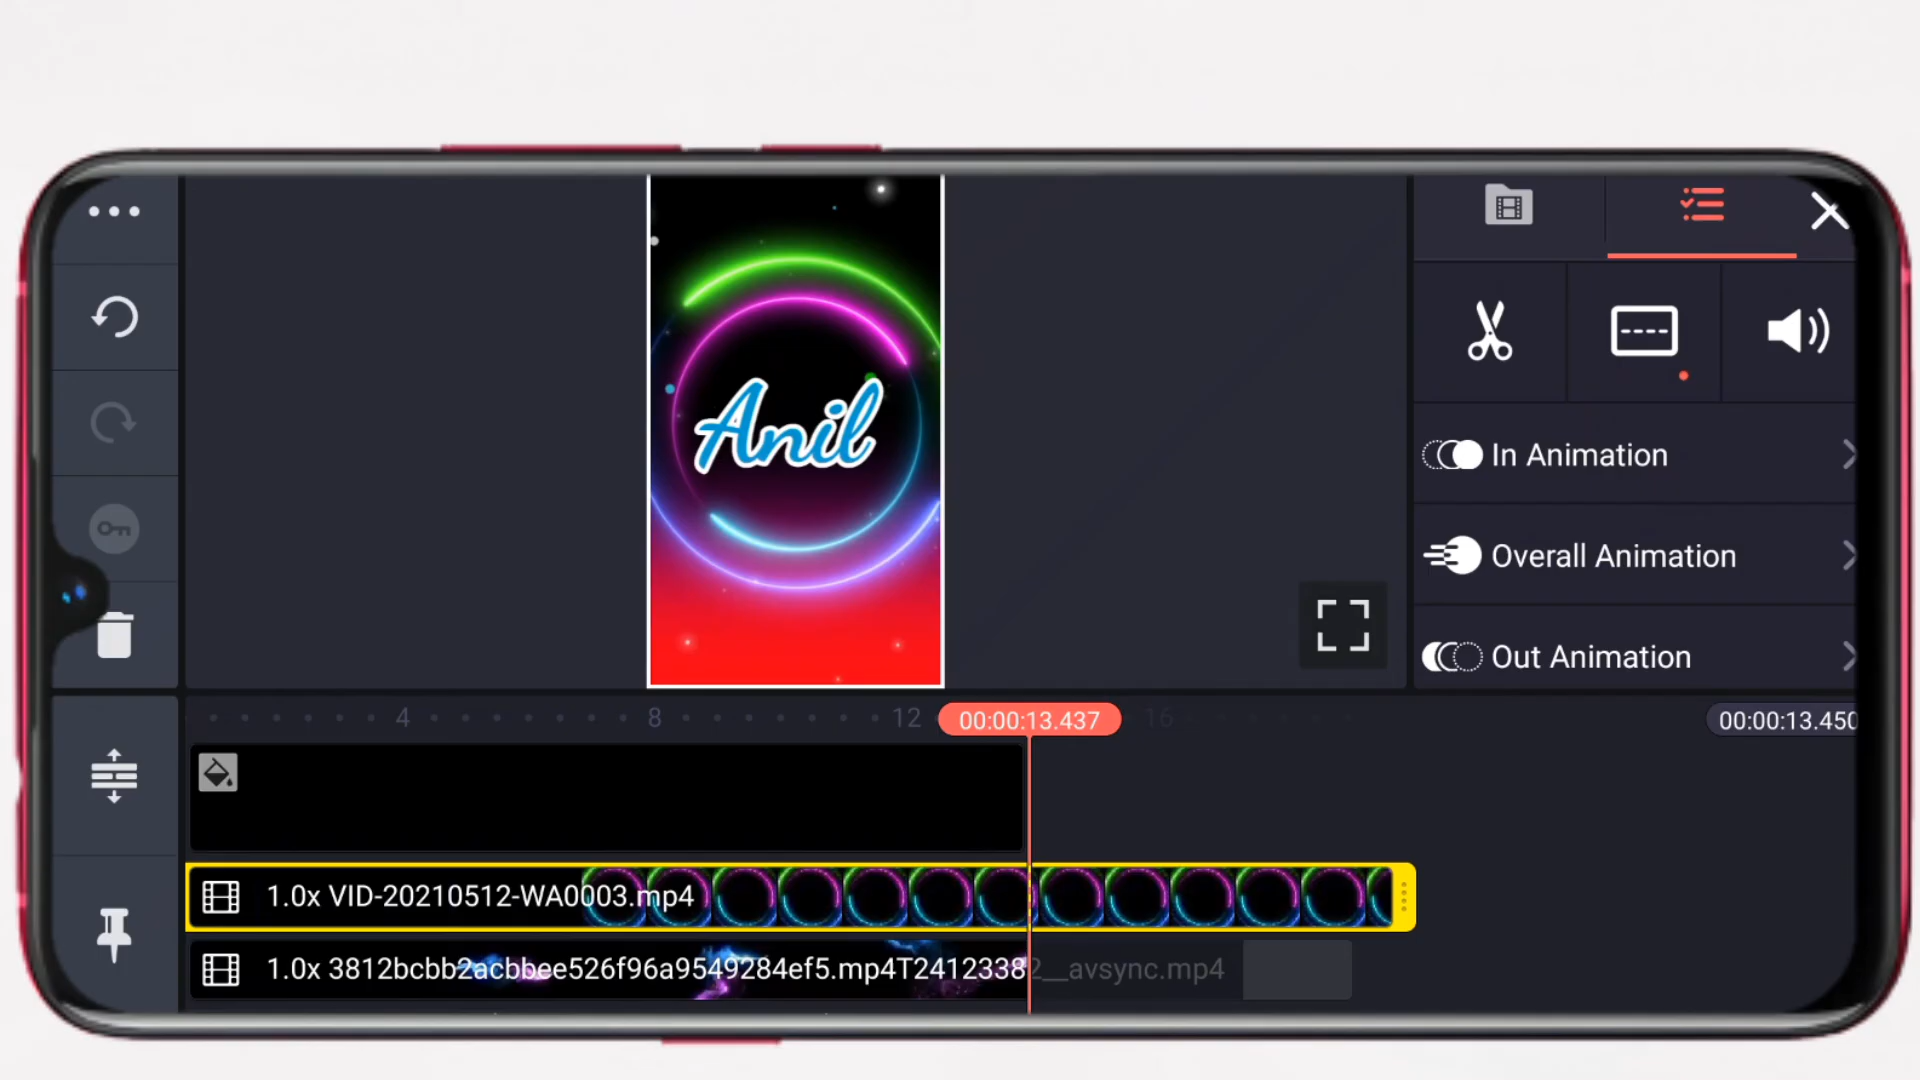 Anil
In Animation
Overall Animation
Out Animation
4 8 12 00:00:13.437 16 00:00:13.450
1.0x VID-20210512-WA0003.mp4
1.0x 3812bcbb2acbbee526f96a9549284ef5.mp4T24123382__avsync.mp4